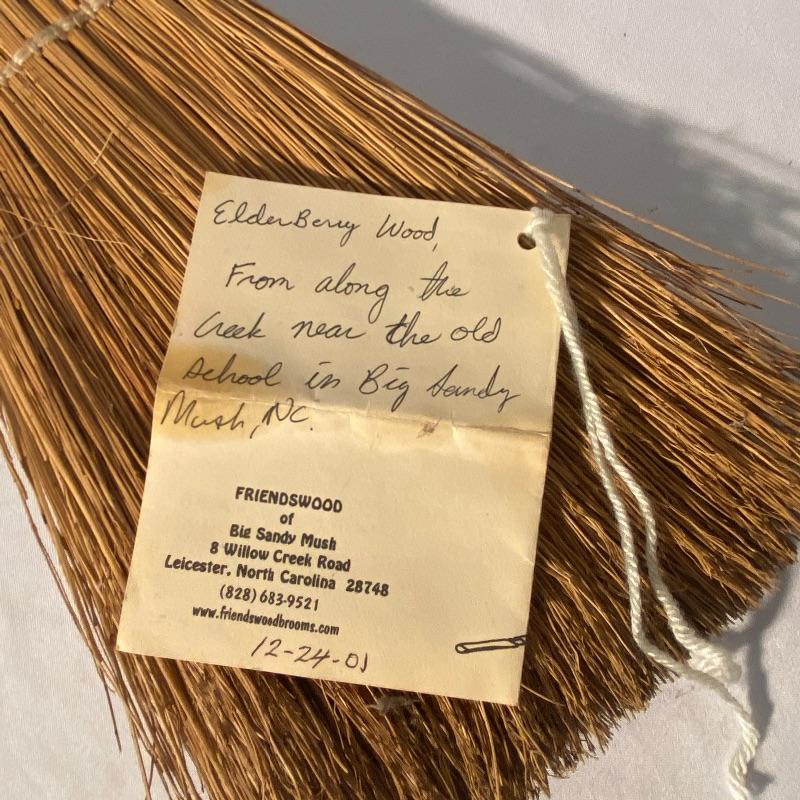 ElderBerry Wood,
From along the
Creek near the old
school in Big Sandy
Mush, NC.
FRIENDSWOOD
of
Big Sandy Mush
8 Willow Creek Road
Leicester, North Carolina 28748
(828) 683-9521
www.friendswoodbrooms.com
12-24-01